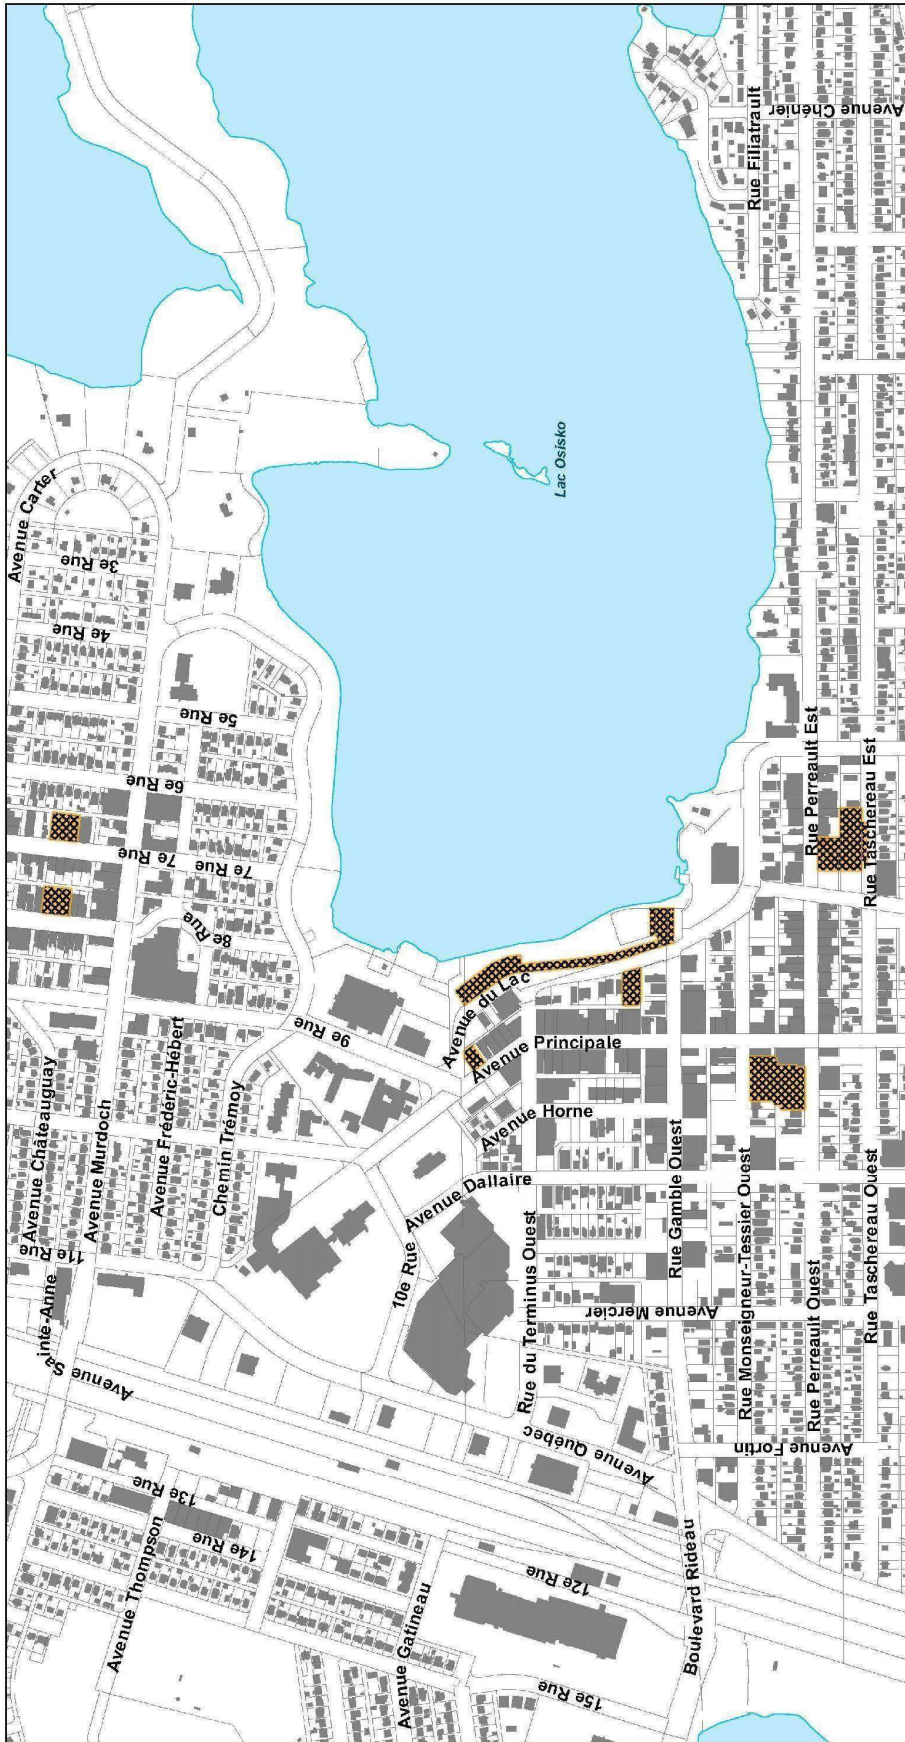 Avenue Chénier
Rue Filiatrault
Avenue Carter
3e Rue
4e Rue
Lac Osisko
5e Rue
6e Rue
7e Rue
7e Rue
8e Rue
Rue Perreault Est
Rue Taschereau Est
Avenue du Lac
9e Rue
Avenue Principale
Avenue Châteauguay
Avenue Murdoch
Avenue Frédéric-Hébert
Chemin Trémoy
Avenue Horne
Avenue Dallaire
11e Rue
10e Rue
Rue Gamble Ouest
Rue Monseigneur-Tessier Ouest
Rue Perreault Ouest
Rue Taschereau Ouest
Rue du Terminus Ouest
Avenue Mercier
Avenue Sainte-Anne
Avenue Québec
Avenue Fortin
13e Rue
14e Rue
Avenue Thompson
12e Rue
Boulevard Rideau
Avenue Gatineau
15e Rue